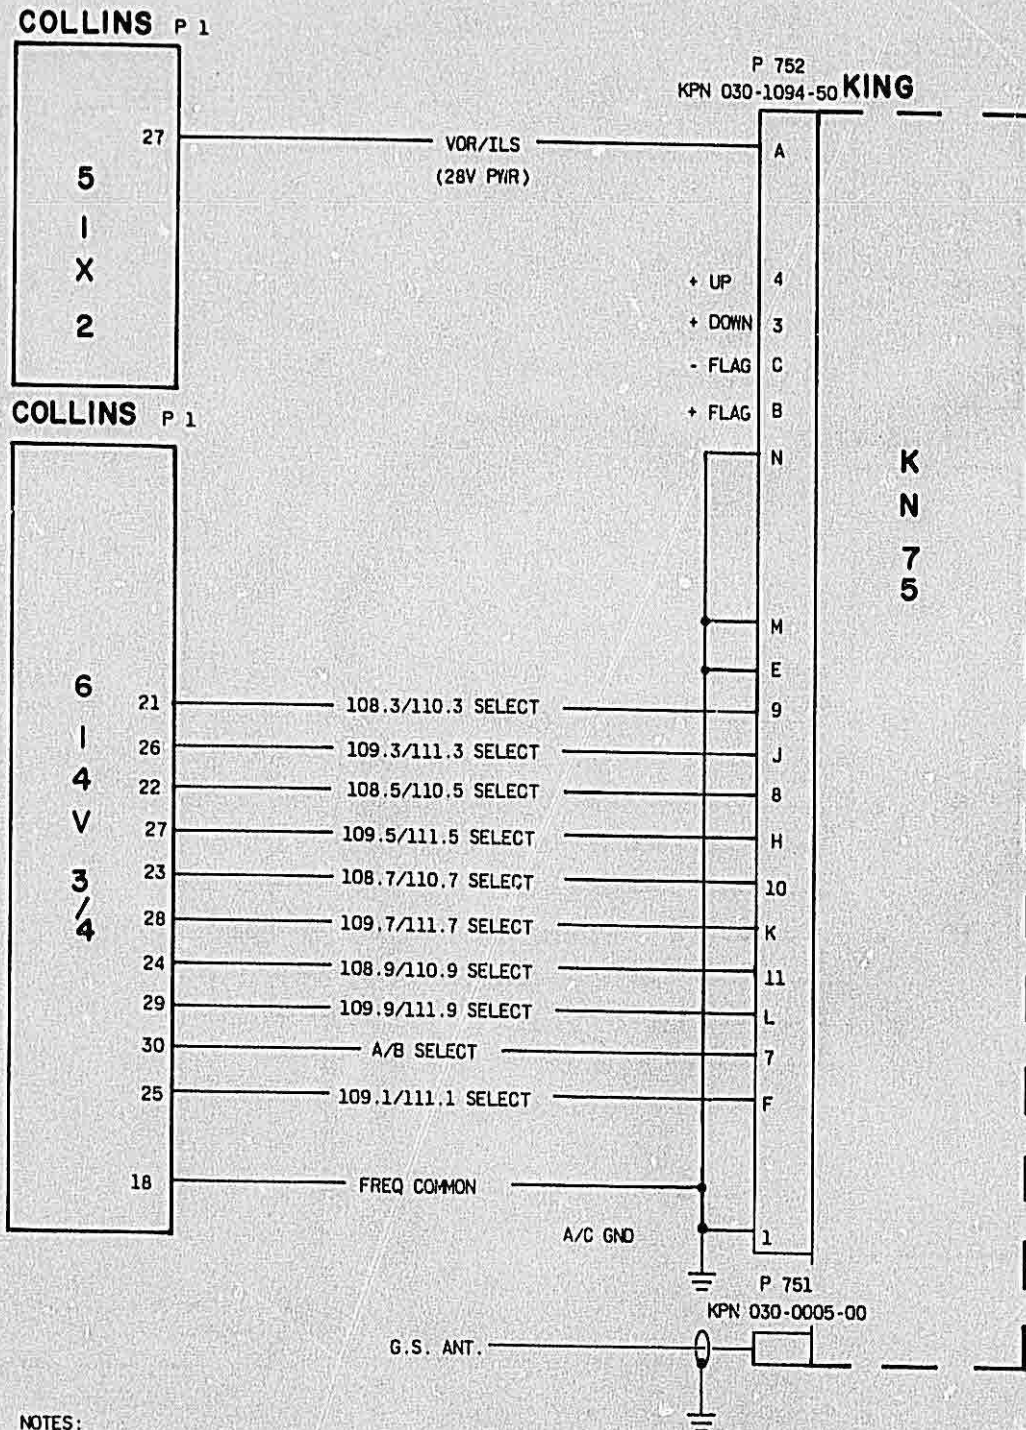 COLLINS P 1
P 752
KPN 030-1094-50 KING
27 VOR/ILS A
(28V PWR)
5
I
X
2
+ UP 4
+ DOWN 3
- FLAG C
+ FLAG B
COLLINS P 1
N
K
N
7
5
M
E
6
I
4
V
3/4
21 108.3/110.3 SELECT 9
26 109.3/111.3 SELECT J
22 108.5/110.5 SELECT 8
27 109.5/111.5 SELECT H
23 108.7/110.7 SELECT 10
28 109.7/111.7 SELECT K
24 108.9/110.9 SELECT 11
29 109.9/111.9 SELECT L
30 A/B SELECT 7
25 109.1/111.1 SELECT F
18 FREQ COMMON
A/C GND 1
P 751
KPN 030-0005-00
G.S. ANT.
NOTES: